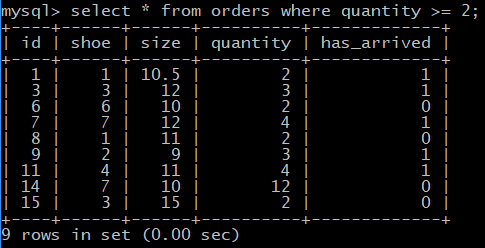 mysql> select * from orders where quantity >= 2;
+----+------+------+----------+-------------+
| id | shoe | size | quantity | has_arrived |
+----+------+------+----------+-------------+
|  1 |    1 | 10.5 |        2 |           1 |
|  3 |    3 |   12 |        3 |           1 |
|  6 |    6 |   10 |        2 |           0 |
|  7 |    7 |   12 |        4 |           1 |
|  8 |    1 |   11 |        2 |           0 |
|  9 |    2 |    9 |        3 |           1 |
| 11 |    4 |   11 |        4 |           1 |
| 14 |    7 |   10 |       12 |           0 |
| 15 |    3 |   15 |        2 |           0 |
+----+------+------+----------+-------------+
9 rows in set (0.00 sec)